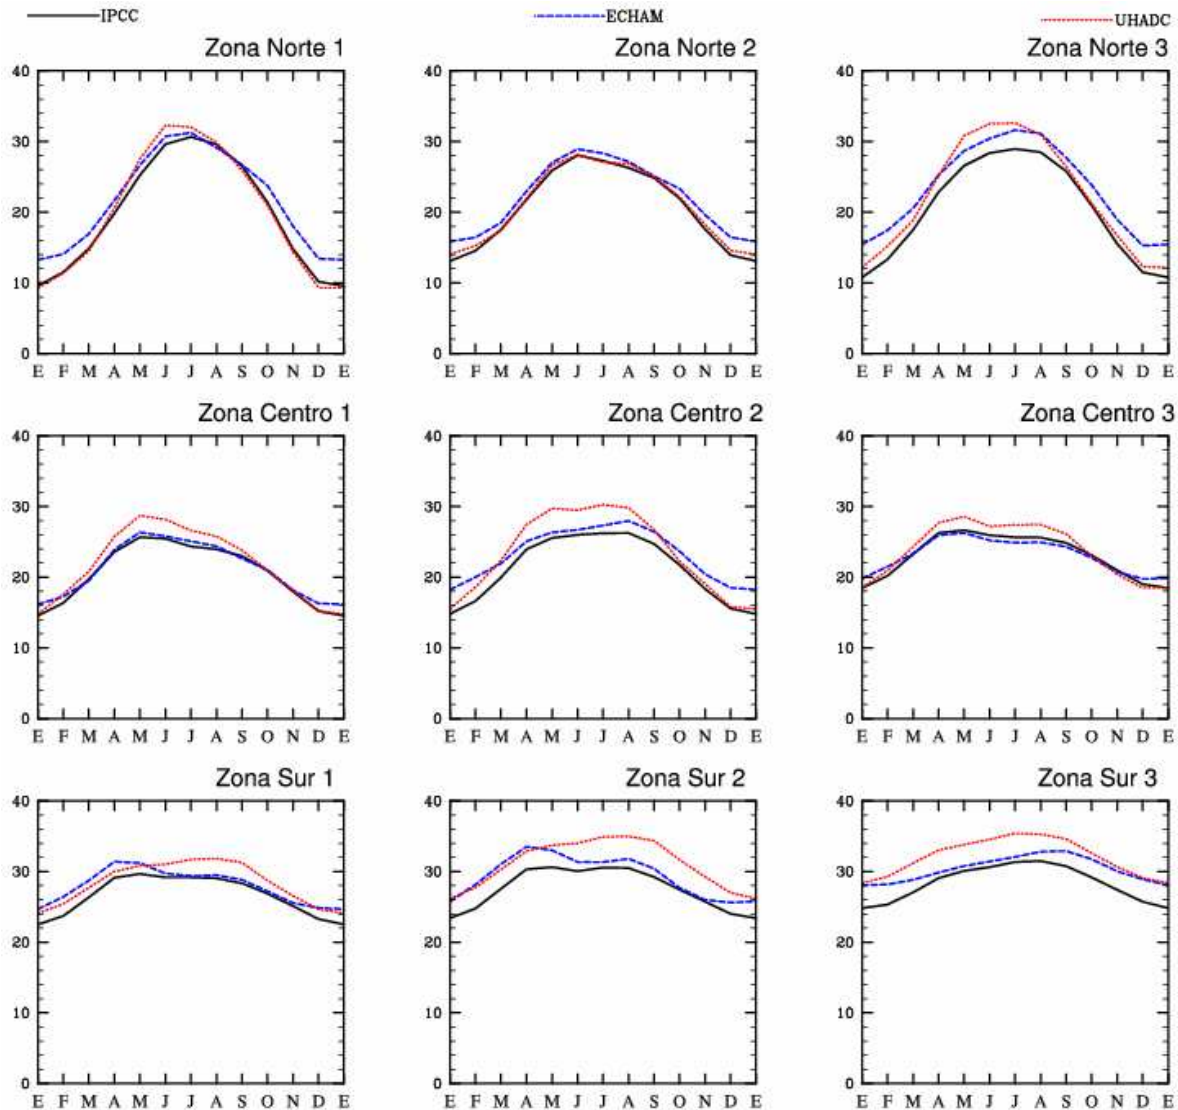 IPCC ECHAM UHADC
Zona Norte 1 Zona Norte 2 Zona Norte 3
40 40 40
30 30 30
20 20 20
10 10 10
0 0 0
E F M A M J J A S O N D E E F M A M J J A S O N D E E F M A M J J A S O N D E
Zona Centro 1 Zona Centro 2 Zona Centro 3
40 40 40
30 30 30
20 20 20
10 10 10
0 0 0
E F M A M J J A S O N D E E F M A M J J A S O N D E E F M A M J J A S O N D E
Zona Sur 1 Zona Sur 2 Zona Sur 3
40 40 40
30 30 30
20 20 20
10 10 10
0 0 0
E F M A M J J A S O N D E E F M A M J J A S O N D E E F M A M J J A S O N D E